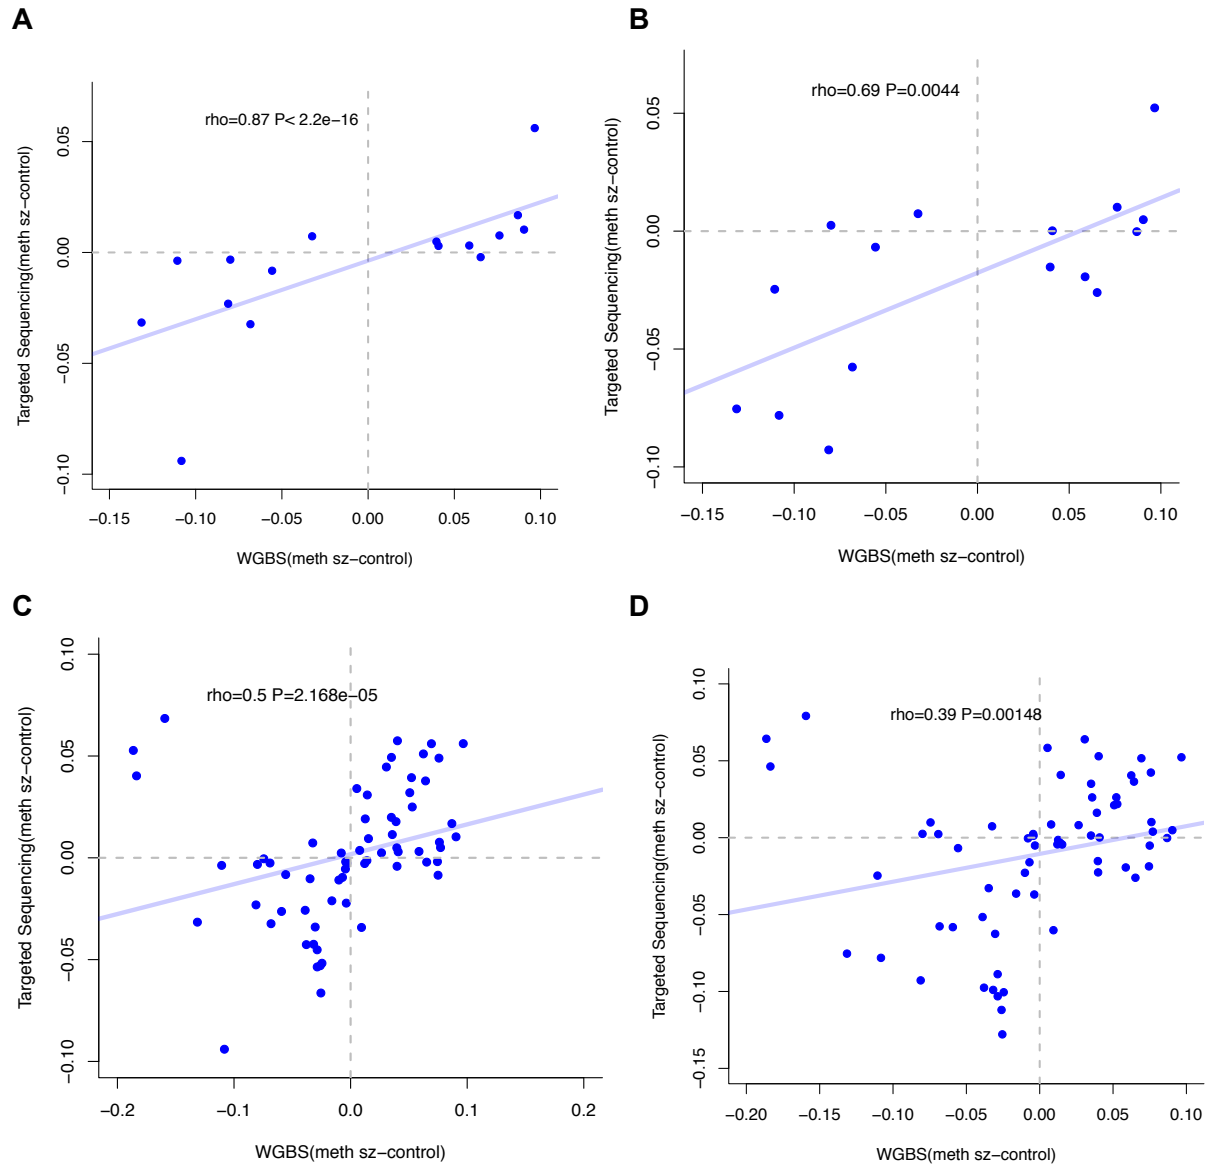 A
rho=0.87 P< 2.2e−16
Targeted Sequencing(meth sz−control)
0.05
0.00
−0.05
−0.10
−0.15
−0.10
−0.05
0.00
0.05
0.10
WGBS(meth sz−control)
B
rho=0.69 P=0.0044
Targeted Sequencing(meth sz−control)
0.05
0.00
−0.05
−0.10
−0.15
−0.10
−0.05
0.00
0.05
0.10
WGBS(meth sz−control)
C
rho=0.5 P=2.168e−05
Targeted Sequencing(meth sz−control)
0.10
0.05
0.00
−0.05
−0.10
−0.2
−0.1
0.0
0.1
0.2
WGBS(meth sz−control)
D
rho=0.39 P=0.00148
Targeted Sequencing(meth sz−control)
0.10
0.05
0.00
−0.05
−0.10
−0.15
−0.20
−0.15
−0.10
−0.05
0.00
0.05
0.10
WGBS(meth sz−control)